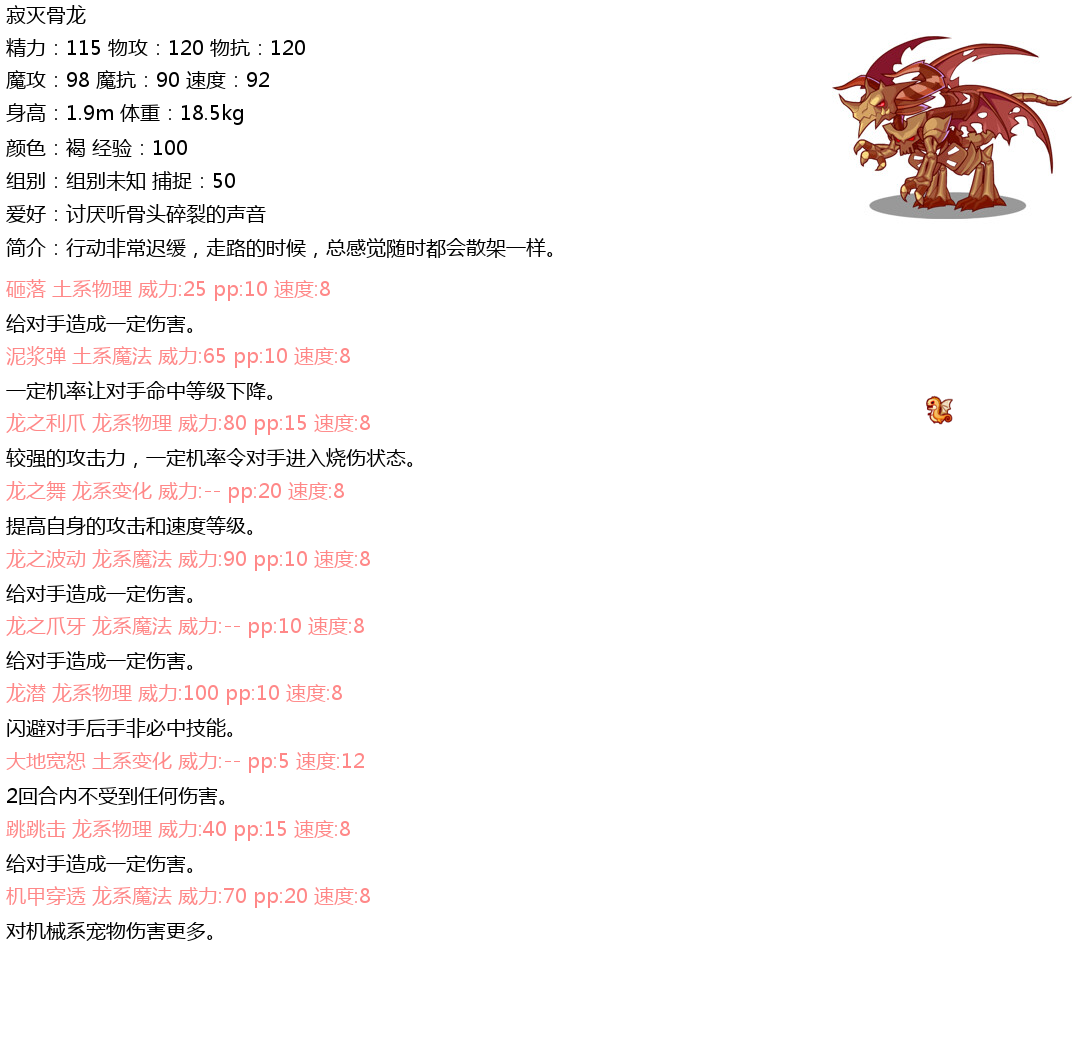 寂灭骨龙
精力：115 物攻：120 物抗：120
魔攻：98 魔抗：90 速度：92
身高：1.9m 体重：18.5kg
颜色：褐 经验：100
组别：组别未知 捕捉：50
爱好：讨厌听骨头碎裂的声音
简介：行动非常迟缓，走路的时候，总感觉随时都会散架一样。
砸落 土系物理 威力:25 pp:10 速度:8
给对手造成一定伤害。
泥浆弹 土系魔法 威力:65 pp:10 速度:8
一定机率让对手命中等级下降。
龙之利爪 龙系物理 威力:80 pp:15 速度:8
较强的攻击力，一定机率令对手进入烧伤状态。
龙之舞 龙系变化 威力:-- pp:20 速度:8
提高自身的攻击和速度等级。
龙之波动 龙系魔法 威力:90 pp:10 速度:8
给对手造成一定伤害。
龙之爪牙 龙系魔法 威力:-- pp:10 速度:8
给对手造成一定伤害。
龙潜 龙系物理 威力:100 pp:10 速度:8
闪避对手后手非必中技能。
大地宽恕 土系变化 威力:-- pp:5 速度:12
2回合内不受到任何伤害。
跳跳击 龙系物理 威力:40 pp:15 速度:8
给对手造成一定伤害。
机甲穿透 龙系魔法 威力:70 pp:20 速度:8
对机械系宠物伤害更多。